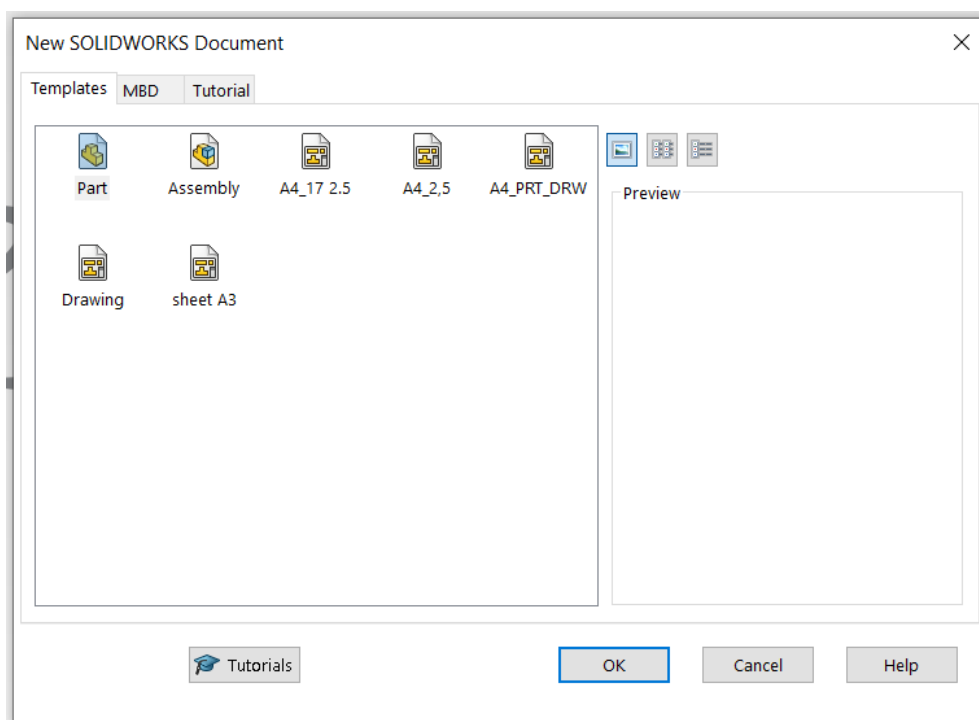 New SOLIDWORKS Document
Templates MBD Tutorial
Part Assembly A4_17 2.5 A4_2,5 A4_PRT_DRW
Preview
Drawing sheet A3
Tutorials OK Cancel Help